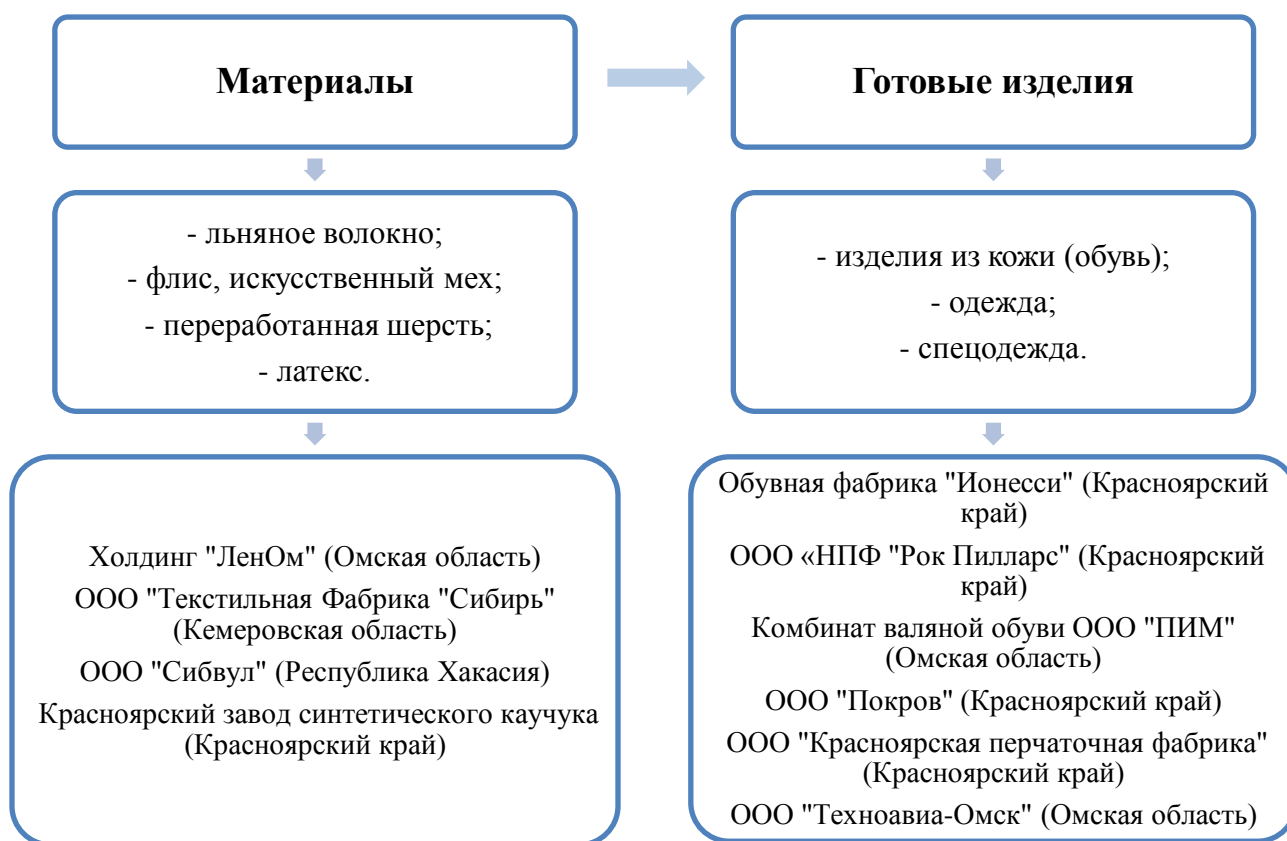 Материалы
Готовые изделия
- льняное волокно;
- флис, искусственный мех;
- переработанная шерсть;
- латекс.
- изделия из кожи (обувь);
- одежда;
- спецодежда.
Холдинг "ЛенОм" (Омская область)
ООО "Текстильная Фабрика "Сибирь"
(Кемеровская область)
ООО "Сибвул" (Республика Хакасия)
Красноярский завод синтетического каучука
(Красноярский край)
Обувная фабрика "Ионесси" (Красноярский
край)
ООО «НПФ "Рок Пилларс" (Красноярский
край)
Комбинат валяной обуви ООО "ПИМ"
(Омская область)
ООО "Покров" (Красноярский край)
ООО "Красноярская перчаточная фабрика"
(Красноярский край)
ООО "Техноавиа-Омск" (Омская область)